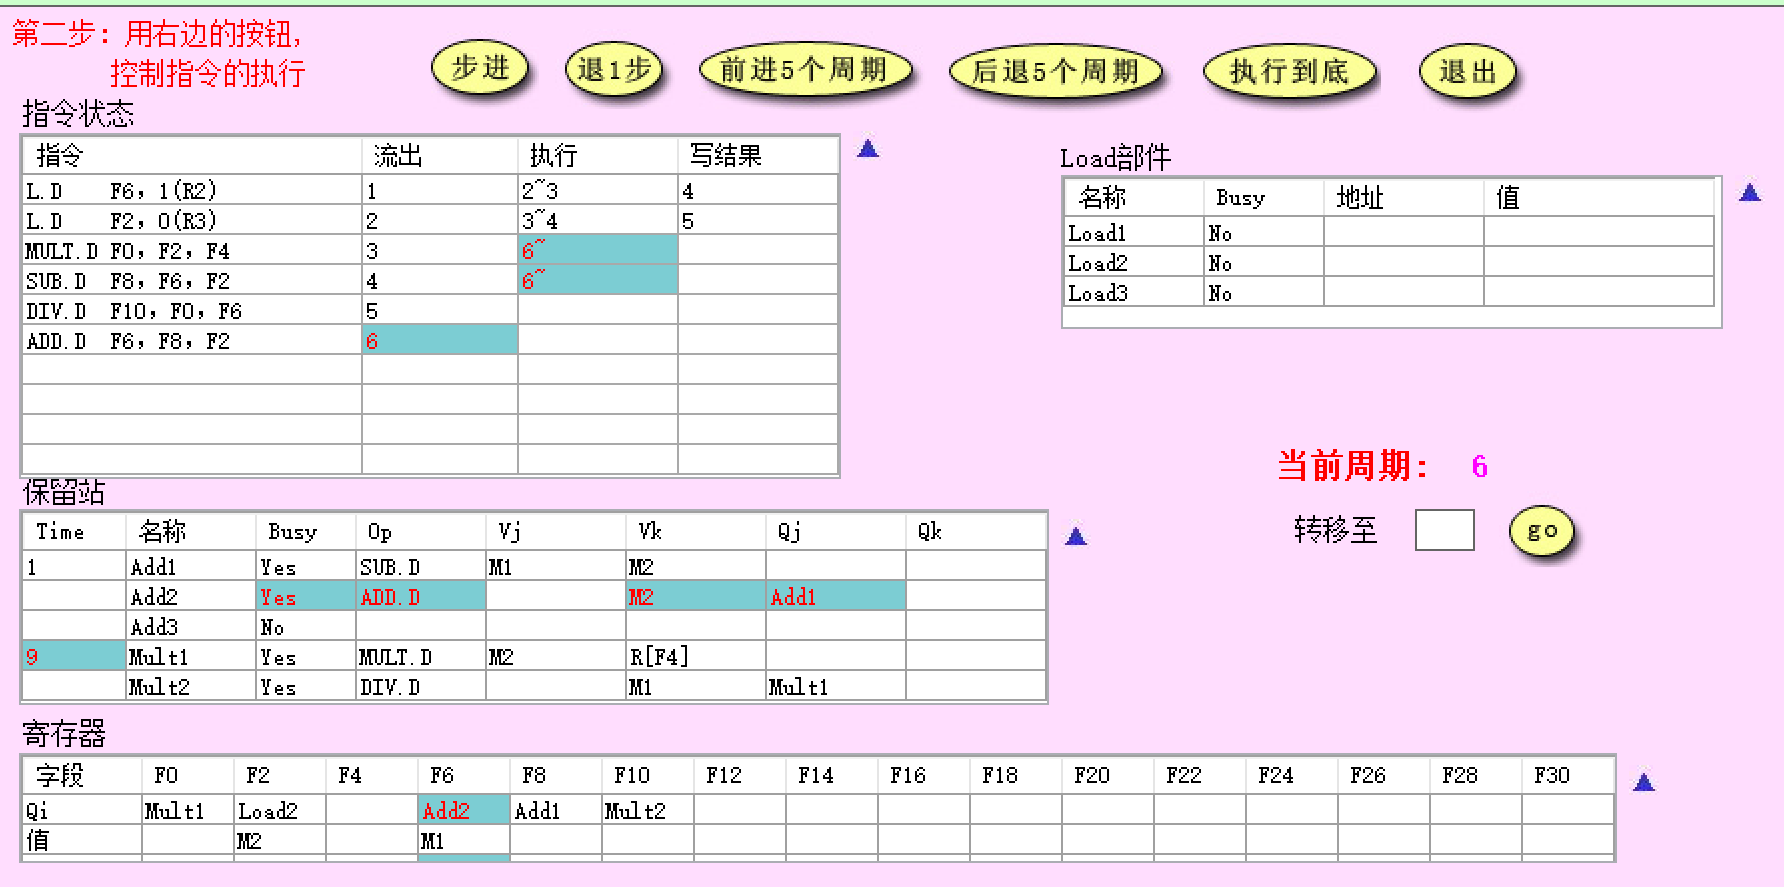 第二步：用右边的按钮，
控制指令的执行
步进 退1步 前进5个周期 后退5个周期 执行到底 退出
指令状态
指令 流出 执行 写结果
L.D F6，1(R2) 1 2~3 4
L.D F2，0(R3) 2 3~4 5
MULT.D F0，F2，F4 3 6~
SUB.D F8，F6，F2 4 6~
DIV.D F10，F0，F6 5
ADD.D F6，F8，F2 6
Load部件
名称 Busy 地址 值
Load1 No
Load2 No
Load3 No
当前周期： 6
转移至 go
保留站
Time 名称 Busy Op Vj Vk Qj Qk
1 Add1 Yes SUB.D M1 M2
Add2 Yes ADD.D M2 Add1
Add3 No
9 Mult1 Yes MULT.D M2 R[F4]
Mult2 Yes DIV.D M1 Mult1
寄存器
字段 F0 F2 F4 F6 F8 F10 F12 F14 F16 F18 F20 F22 F24 F26 F28 F30
Qi Mult1 Load2 Add2 Add1 Mult2
值 M2 M1